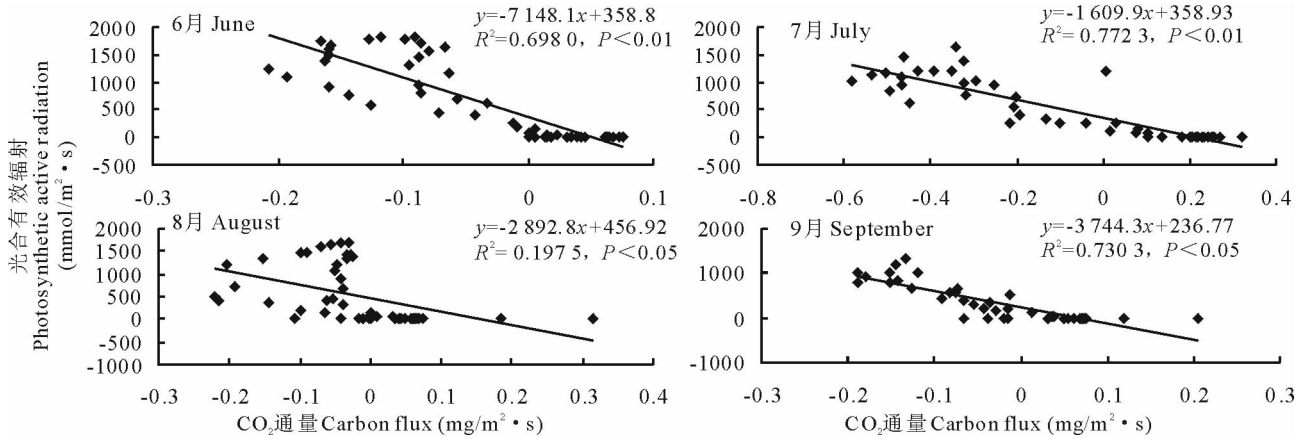 6月 June
y=-7 148.1x+358.8
R²=0.698 0, P<0.01
2000
1500
1000
500
0
-500
-0.3 -0.2 -0.1 0 0.1
7月 July
y=-1 609.9x+358.93
R²= 0.772 3, P<0.01
2000
1500
1000
500
0
-500
-0.8 -0.6 -0.4 -0.2 0 0.2 0.4
光合有效辐射
Photosynthetic active radiation
(mmol/m²·s)
8月 August
y=-2 892.8x+456.92
R²= 0.197 5, P<0.05
2000
1500
1000
500
0
-500
-1000
-0.3 -0.2 -0.1 0 0.1 0.2 0.3 0.4
CO₂通量 Carbon flux (mg/m²·s)
9月 September
y=-3 744.3x+236.77
R²=0.730 3, P<0.05
2000
1000
0
-1000
-0.3 -0.2 -0.1 0 0.1 0.2 0.3
CO₂通量 Carbon flux (mg/m²·s)